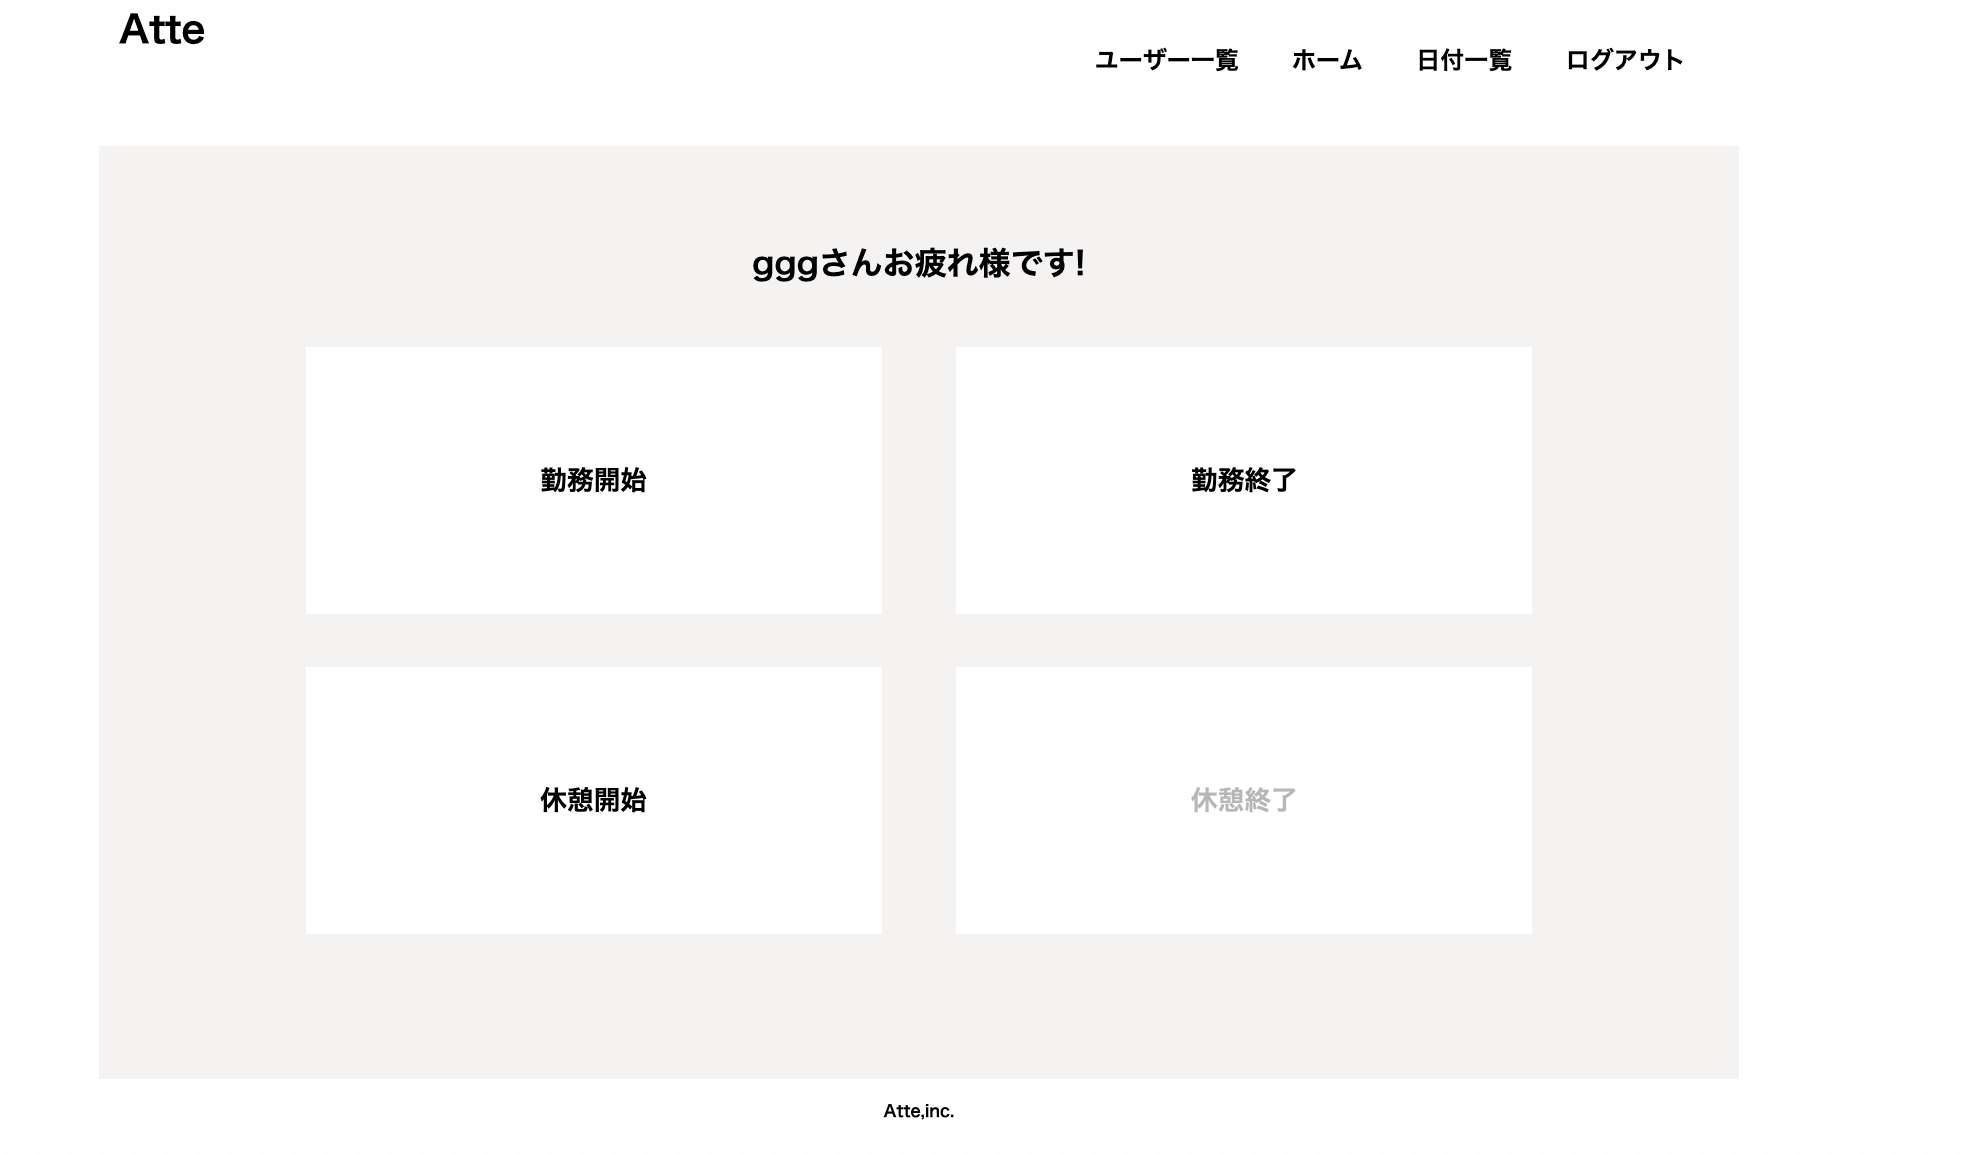 Atte
ユーザー一覧 ホーム 日付一覧 ログアウト
gggさんお疲れ様です!
勤務開始 勤務終了
休憩開始 休憩終了
Atte,inc.